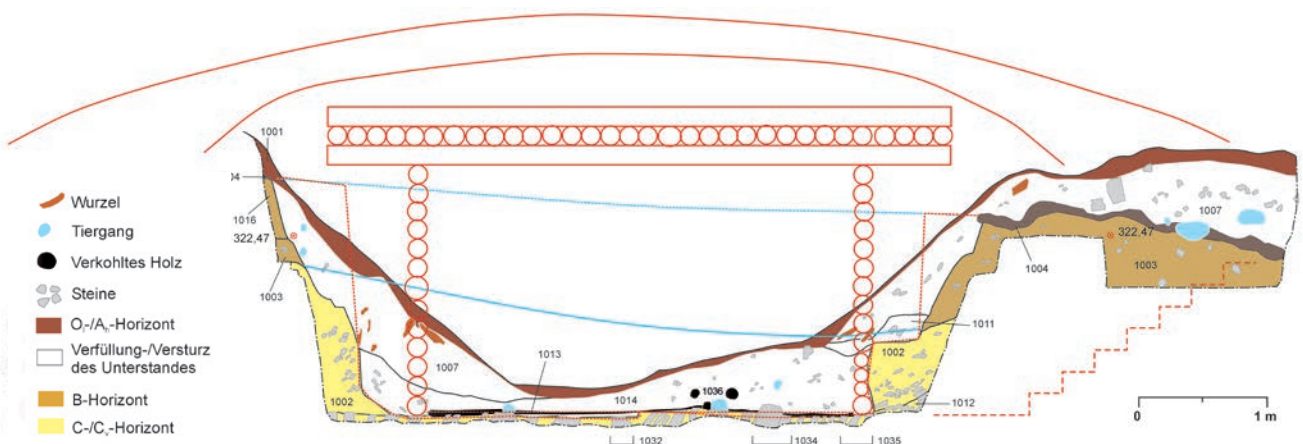 1001
04
1016
322,47
1003
1002
1007
1013
1014
1036
1032
1034
1035
1011
1002
1012
1004
1007
322,47
1003
0 1 m
Wurzel
Tiergang
Verkohltes Holz
Steine
Oₗ-/Aₕ-Horizont
Verfüllung-/Versturz
des Unterstandes
B-Horizont
C-/Cᵥ-Horizont